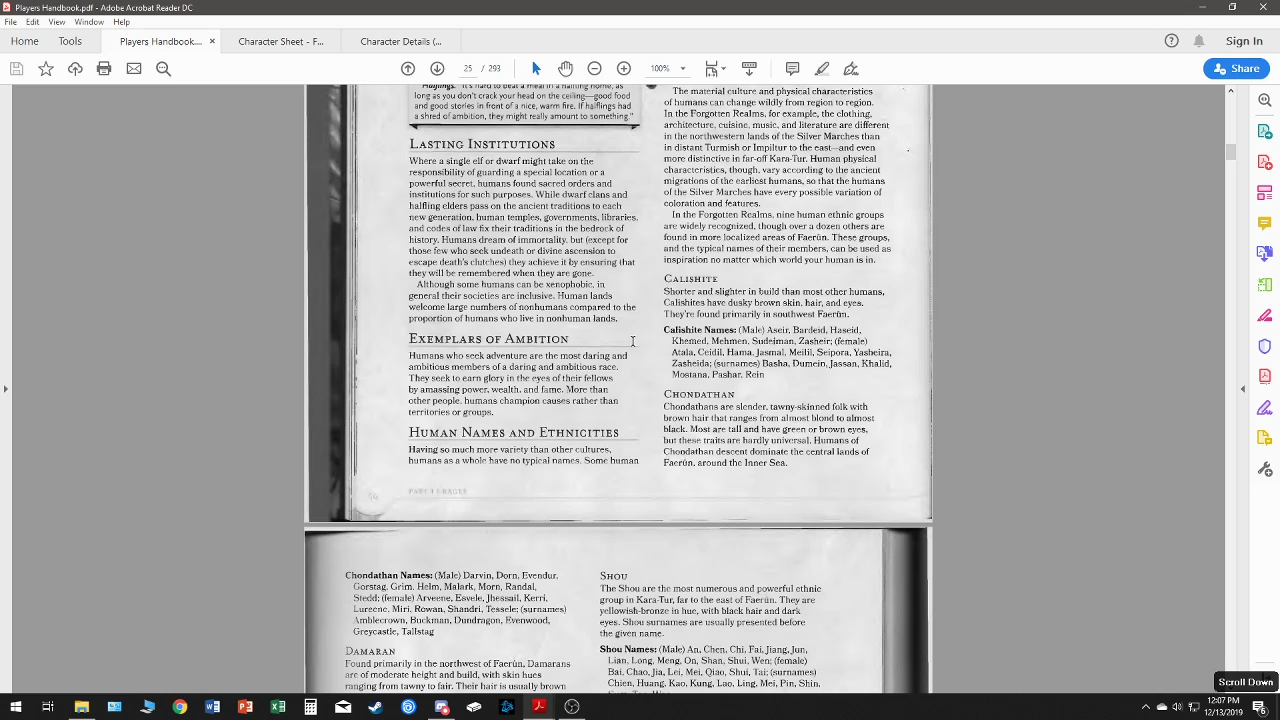 Players Handbook.pdf - Adobe Acrobat Reader DC
File Edit View Window Help
Home Tools Players Handbook.... × Character Sheet - F... Character Details (...
Sign In
25 / 293 100%
Share
Halflings. "It's hard to beat a meal in a halfling home, as
long as you don't crack your head on the ceiling—good food
and good stories in front of a nice, warm fire. If halflings had
a shred of ambition, they might really amount to something."
LASTING INSTITUTIONS
Where a single elf or dwarf might take on the
responsibility of guarding a special location or a
powerful secret, humans found sacred orders and
institutions for such purposes. While dwarf clans and
halfling elders pass on the ancient traditions to each
new generation, human temples, governments, libraries,
and codes of law fix their traditions in the bedrock of
history. Humans dream of immortality, but (except for
those few who seek undeath or divine ascension to
escape death's clutches) they achieve it by ensuring that
they will be remembered when they are gone.
Although some humans can be xenophobic, in
general their societies are inclusive. Human lands
welcome large numbers of nonhumans compared to the
proportion of humans who live in nonhuman lands.
EXEMPLARS OF AMBITION
Humans who seek adventure are the most daring and
ambitious members of a daring and ambitious race.
They seek to earn glory in the eyes of their fellows
by amassing power, wealth, and fame. More than
other people, humans champion causes rather than
territories or groups.
HUMAN NAMES AND ETHNICITIES
Having so much more variety than other cultures,
humans as a whole have no typical names. Some human
PART 1 | RACES
The material culture and physical characteristics
of humans can change wildly from region to region.
In the Forgotten Realms, for example, the clothing,
architecture, cuisine, music, and literature are different
in the northwestern lands of the Silver Marches than
in distant Turmish or Impiltur to the east—and even
more distinctive in far-off Kara-Tur. Human physical
characteristics, though, vary according to the ancient
migrations of the earliest humans, so that the humans
of the Silver Marches have every possible variation of
coloration and features.
In the Forgotten Realms, nine human ethnic groups
are widely recognized, though over a dozen others are
found in more localized areas of Faerûn. These groups,
and the typical names of their members, can be used as
inspiration no matter which world your human is in.
CALISHITE
Shorter and slighter in build than most other humans,
Calishites have dusky brown skin, hair, and eyes.
They're found primarily in southwest Faerûn.
Calishite Names: (Male) Aseir, Bardeid, Haseid,
Khemed, Mehmen, Sudeiman, Zasheir; (female)
Atala, Ceidil, Hama, Jasmal, Meilil, Seipora, Yasheira,
Zasheida; (surnames) Basha, Dumein, Jassan, Khalid,
Mostana, Pashar, Rein
CHONDATHAN
Chondathans are slender, tawny-skinned folk with
brown hair that ranges from almost blond to almost
black. Most are tall and have green or brown eyes,
but these traits are hardly universal. Humans of
Chondathan descent dominate the central lands of
Faerûn, around the Inner Sea.
Chondathan Names: (Male) Darvin, Dorn, Evendur,
Gorstag, Grim, Helm, Malark, Morn, Randal,
Stedd; (female) Arveene, Esvele, Jhessail, Kerri,
Lureene, Miri, Rowan, Shandri, Tessele; (surnames)
Amblecrown, Buckman, Dundragon, Evenwood,
Greycastle, Tallstag
DAMARAN
Found primarily in the northwest of Faerûn, Damarans
are of moderate height and build, with skin hues
ranging from tawny to fair. Their hair is usually brown
SHOU
The Shou are the most numerous and powerful ethnic
group in Kara-Tur, far to the east of Faerûn. They are
yellowish-bronze in hue, with black hair and dark
eyes. Shou surnames are usually presented before
the given name.
Shou Names: (Male) An, Chen, Chi, Fai, Jiang, Jun,
Lian, Long, Meng, On, Shan, Shui, Wen; (female)
Bai, Chao, Jia, Lei, Mei, Qiao, Shui, Tai; (surnames)
Chien, Huang, Kao, Kung, Lao, Ling, Mei, Pin, Shin,
Scroll Down
12:07 PM
12/13/2019